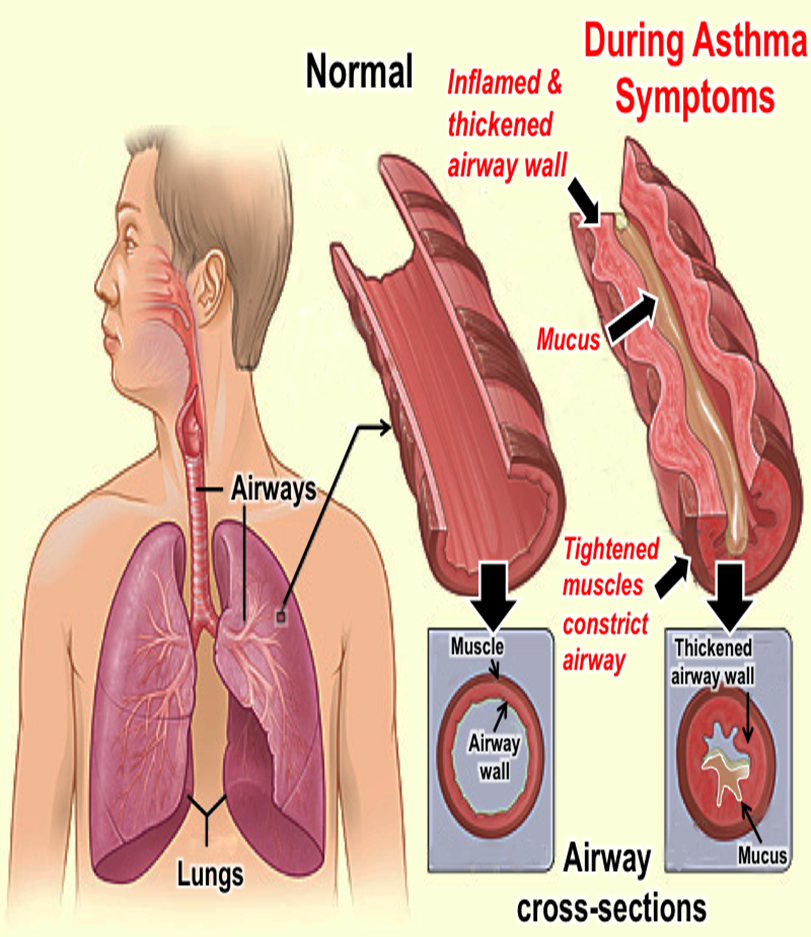 Normal
During Asthma
Symptoms
Inflamed &
thickened
airway wall
Mucus
Airways
Tightened
muscles
constrict
airway
Lungs
Muscle
Airway
wall
Thickened
airway wall
Mucus
Airway
cross-sections